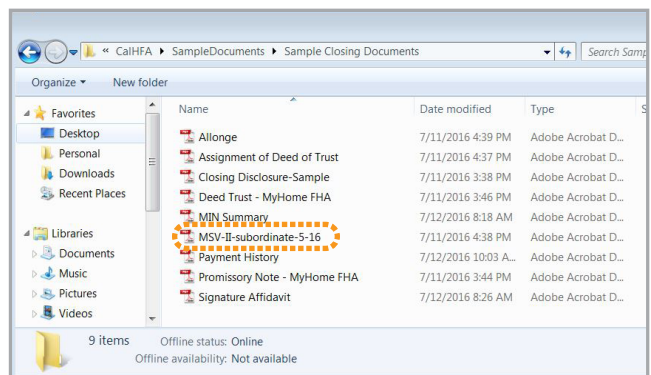 « CalHFA ▸ SampleDocuments ▸ Sample Closing Documents
Search Samp
Organize ▾ New folder
Name Date modified Type S
Favorites
Desktop
Personal
Downloads
Recent Places
Libraries
Documents
Music
Pictures
Videos
Allonge 7/11/2016 4:39 PM Adobe Acrobat D...
Assignment of Deed of Trust 7/11/2016 4:37 PM Adobe Acrobat D...
Closing Disclosure-Sample 7/11/2016 3:38 PM Adobe Acrobat D...
Deed Trust - MyHome FHA 7/11/2016 3:46 PM Adobe Acrobat D...
MIN Summary 7/12/2016 8:18 AM Adobe Acrobat D...
MSV-II-subordinate-5-16 7/11/2016 4:38 PM Adobe Acrobat D...
Payment History 7/12/2016 10:03 A... Adobe Acrobat D...
Promissory Note - MyHome FHA 7/11/2016 3:44 PM Adobe Acrobat D...
Signature Affidavit 7/12/2016 8:26 AM Adobe Acrobat D...
9 items Offline status: Online
Offline availability: Not available